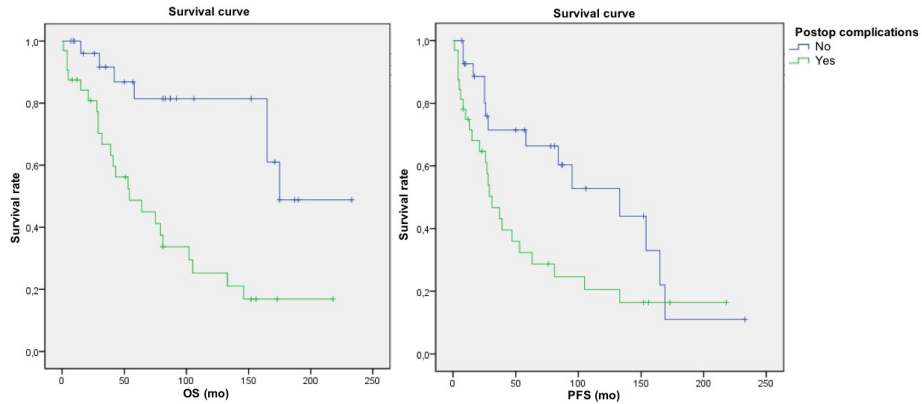 Survival curve
1,0
0,8
0,6
0,4
0,2
0,0
Survival rate
0 50 100 150 200 250
OS (mo)
Survival curve
1,0
0,8
0,6
0,4
0,2
0,0
Survival rate
0 50 100 150 200 250
PFS (mo)
Postop complications
No
Yes